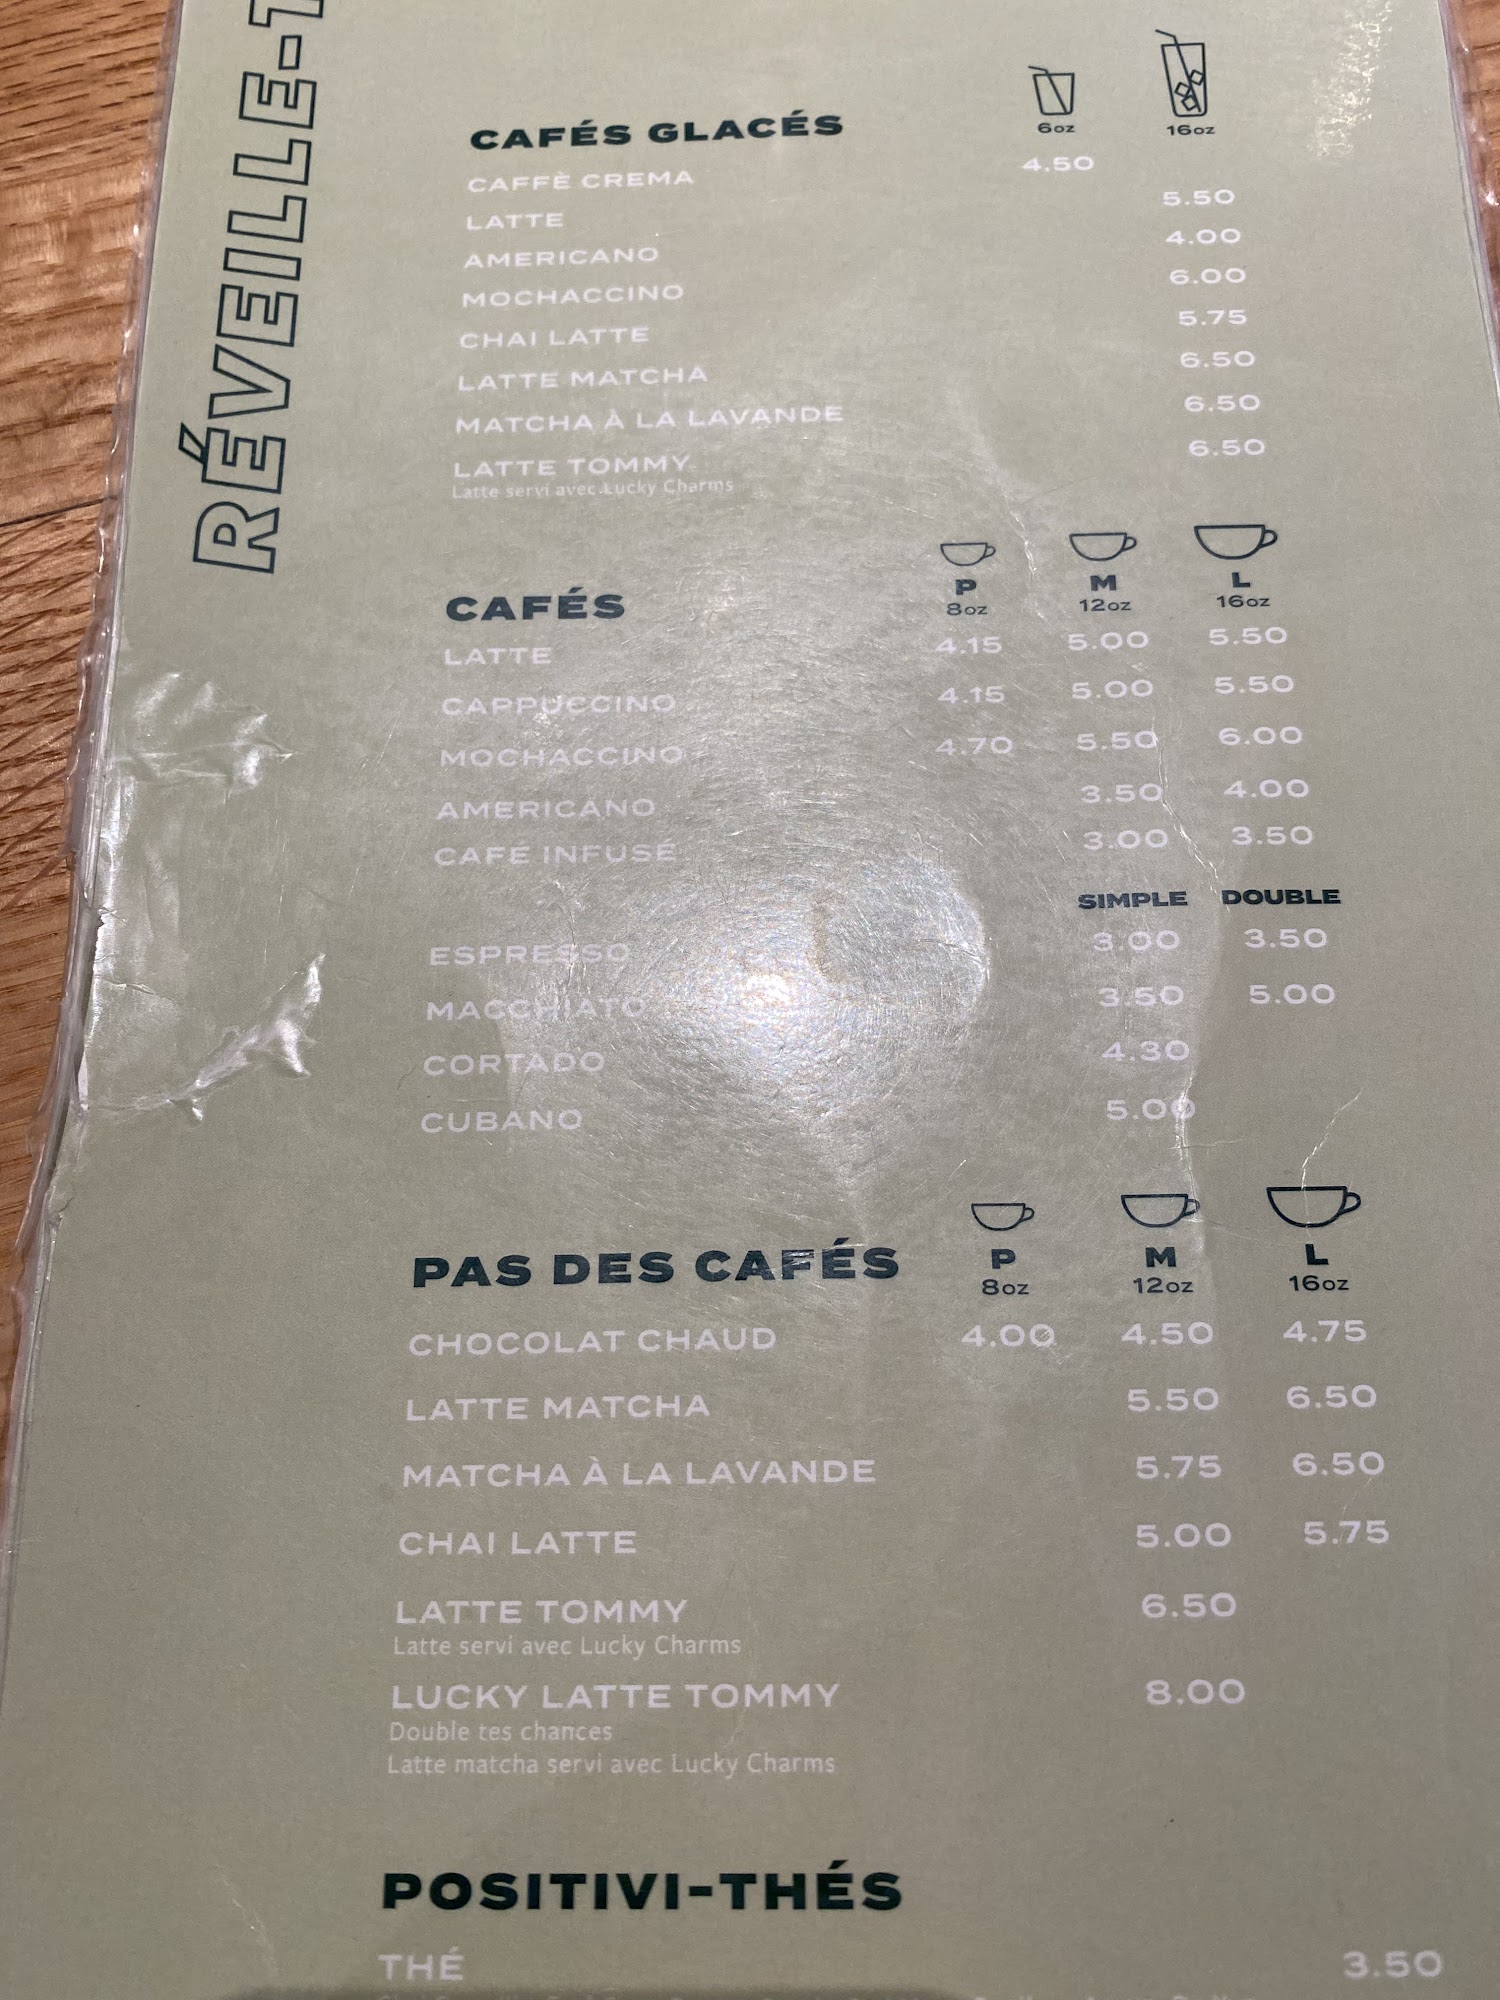 RÉVEILLE-
6oz 16oz
CAFÉS GLACÉS
CAFFÈ CREMA 4.50
LATTE 5.50
AMERICANO 4.00
MOCHACCINO 6.00
CHAI LATTE 5.75
LATTE MATCHA 6.50
MATCHA À LA LAVANDE 6.50
LATTE TOMMY 6.50
Latte servi avec Lucky Charms
P M L
8oz 12oz 16oz
CAFÉS
LATTE 4.15 5.00 5.50
CAPPUCCINO 4.15 5.00 5.50
MOCHACCINO 4.70 5.50 6.00
AMERICANO 3.50 4.00
CAFÉ INFUSÉ 3.00 3.50
SIMPLE DOUBLE
ESPRESSO 3.00 3.50
MACCHIATO 3.50 5.00
CORTADO 4.30
CUBANO 5.00
PAS DES CAFÉS P M L
8oz 12oz 16oz
CHOCOLAT CHAUD 4.00 4.50 4.75
LATTE MATCHA 5.50 6.50
MATCHA À LA LAVANDE 5.75 6.50
CHAI LATTE 5.00 5.75
LATTE TOMMY 6.50
Latte servi avec Lucky Charms
LUCKY LATTE TOMMY 8.00
Double tes chances
Latte matcha servi avec Lucky Charms
POSITIVI-THÉS
THÉ 3.50